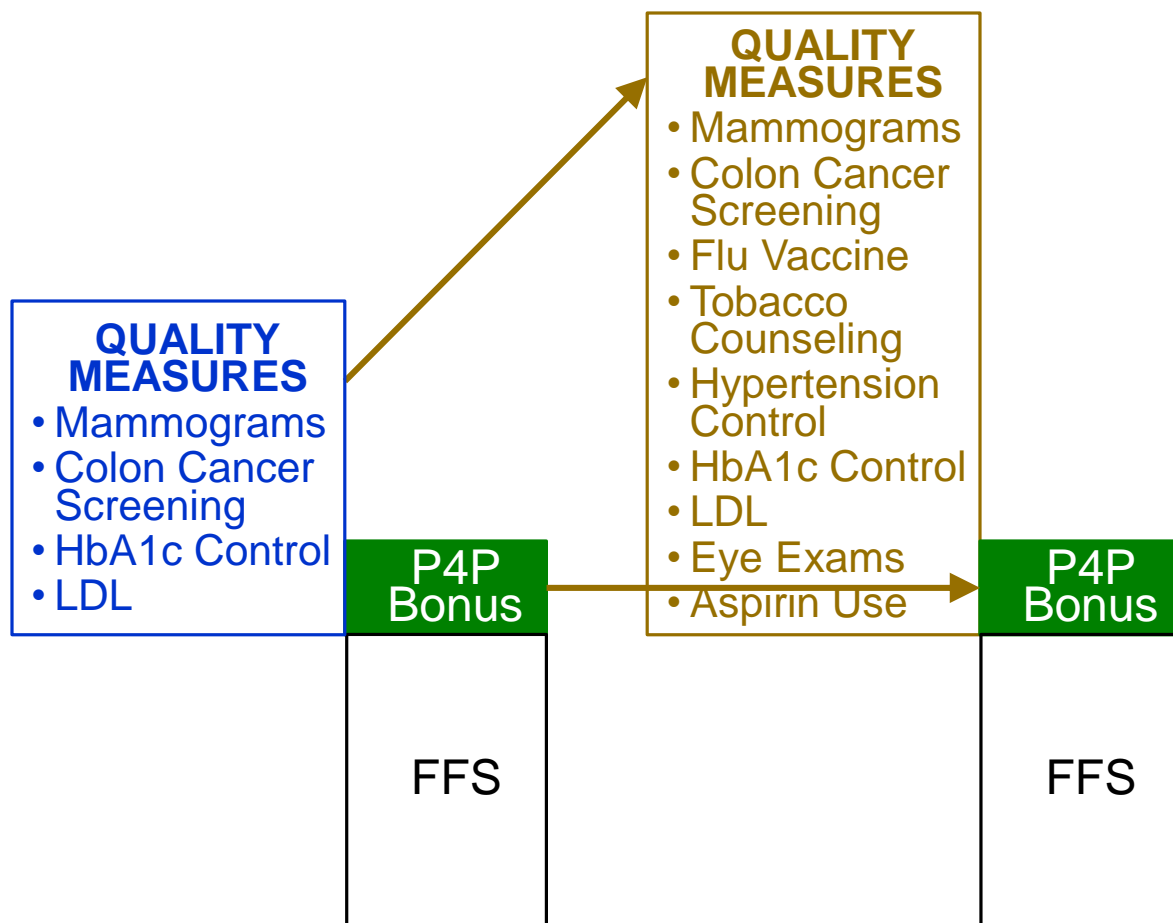 QUALITY
MEASURES
• Mammograms
• Colon Cancer
Screening
• HbA1c Control
• LDL
P4P
Bonus
FFS
QUALITY
MEASURES
• Mammograms
• Colon Cancer
Screening
• Flu Vaccine
• Tobacco
Counseling
• Hypertension
Control
• HbA1c Control
• LDL
• Eye Exams
• Aspirin Use
P4P
Bonus
FFS